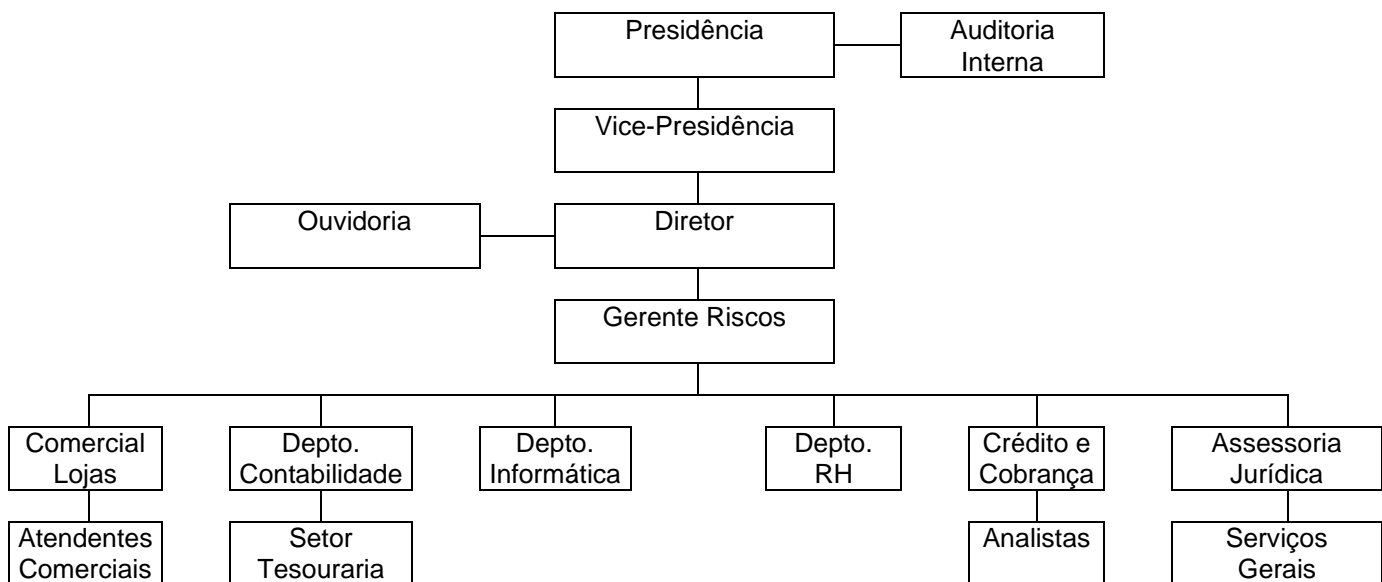 Presidência
Auditoria
Interna
Vice-Presidência
Ouvidoria
Diretor
Gerente Riscos
Comercial
Lojas
Depto.
Contabilidade
Depto.
Informática
Depto.
RH
Crédito e
Cobrança
Assessoria
Jurídica
Atendentes
Comerciais
Setor
Tesouraria
Analistas
Serviços
Gerais